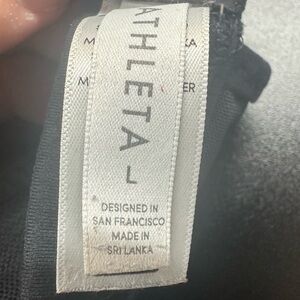 ATHLETA
L
DESIGNED IN
SAN FRANCISCO
MADE IN
SRI LANKA